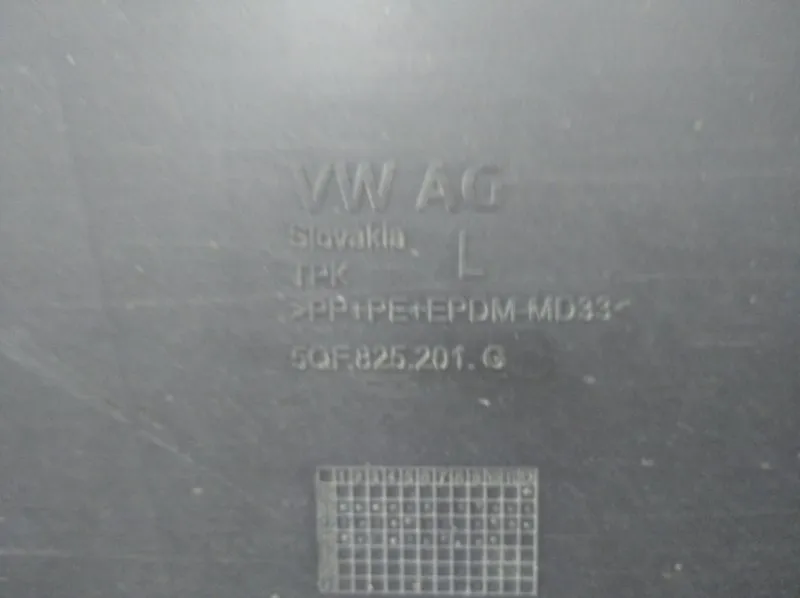 VW AG
Slovakia L
TPK
>PP+PE+EPDM-MD33<
5QF.825.201.G